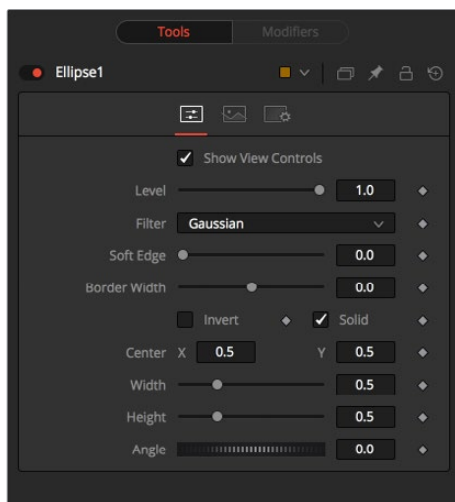 Tools Modifiers
Ellipse1
Show View Controls
Level 1.0
Filter Gaussian
Soft Edge 0.0
Border Width 0.0
Invert Solid
Center X 0.5 Y 0.5
Width 0.5
Height 0.5
Angle 0.0